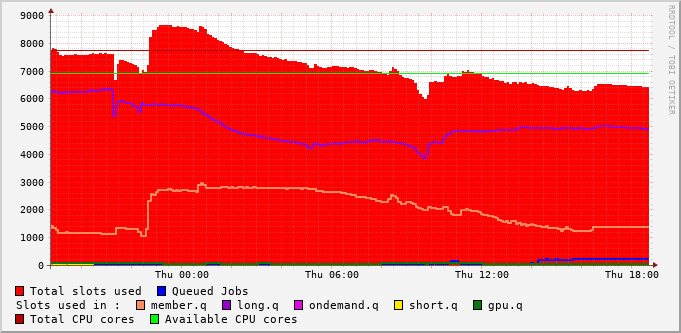 9000
8000
7000
6000
5000
4000
3000
2000
1000
0
Thu 00:00 Thu 06:00 Thu 12:00 Thu 18:00
RRDTOOL / TOBI OETIKER
Total slots used Queued Jobs
Slots used in : member.q long.q ondemand.q short.q gpu.q
Total CPU cores Available CPU cores